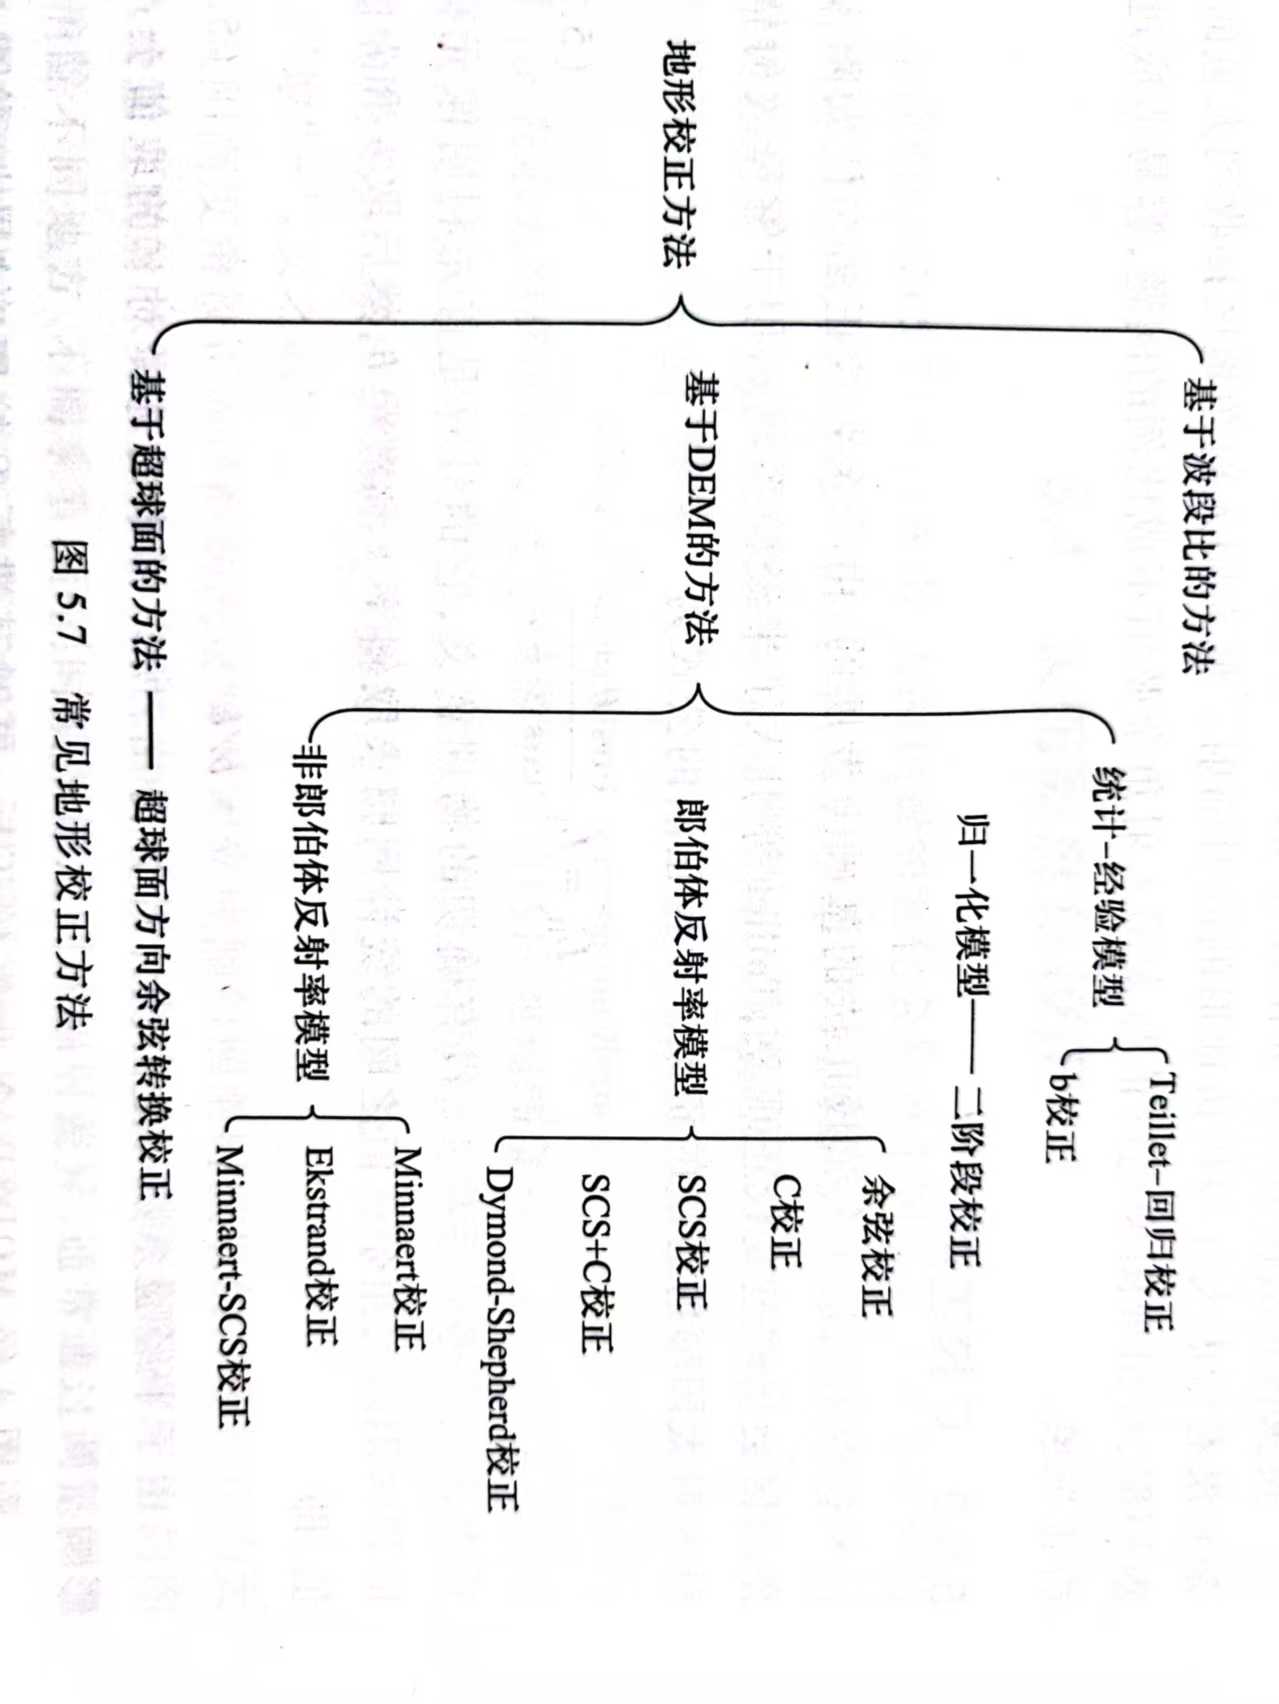 基于波段比的方法
Teillet-回归校正
统计-经验模型
b校正
归一化模型——二阶段校正
余弦校正
C校正
地形校正方法
基于DEM的方法
郎伯体反射率模型
SCS校正
SCS+C校正
Dymond-Shepherd校正
Minnaert校正
非郎伯体反射率模型
Ekstrand校正
Minnaert-SCS校正
基于超球面的方法——超球面方向余弦转换校正
图 5.7 常见地形校正方法